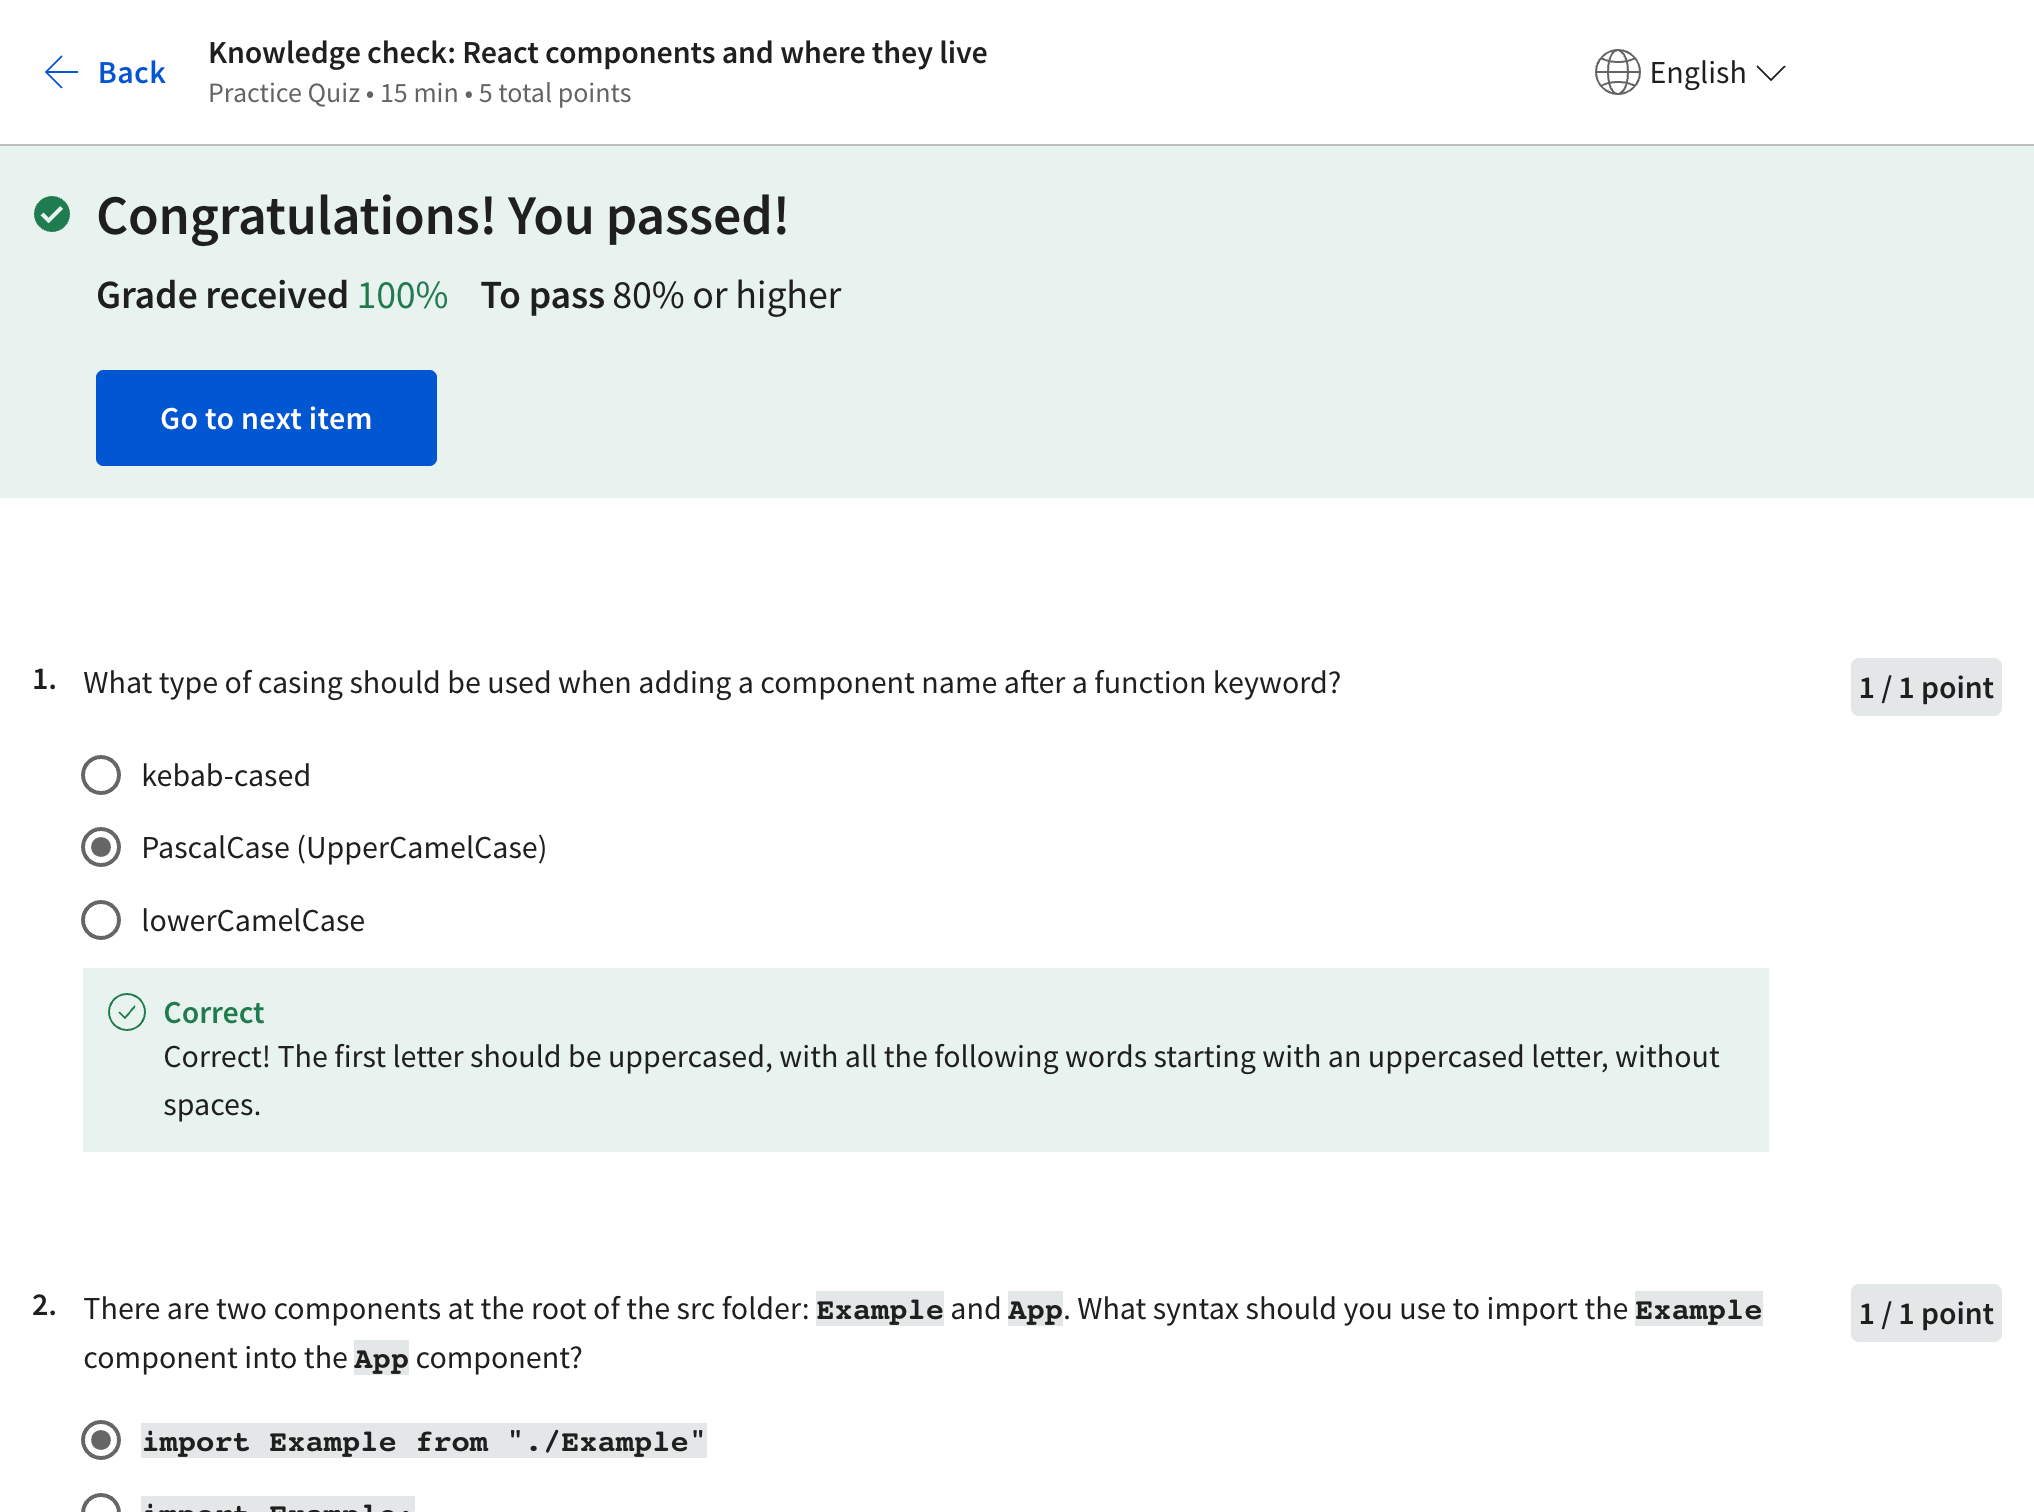 Back
Knowledge check: React components and where they live
Practice Quiz • 15 min • 5 total points
English
Congratulations! You passed!
Grade received 100% To pass 80% or higher
Go to next item
1. What type of casing should be used when adding a component name after a function keyword?
1 / 1 point
kebab-cased
PascalCase (UpperCamelCase)
lowerCamelCase
Correct
Correct! The first letter should be uppercased, with all the following words starting with an uppercased letter, without
spaces.
2. There are two components at the root of the src folder: Example and App. What syntax should you use to import the Example
component into the App component?
1 / 1 point
import Example from "./Example"
import Example;